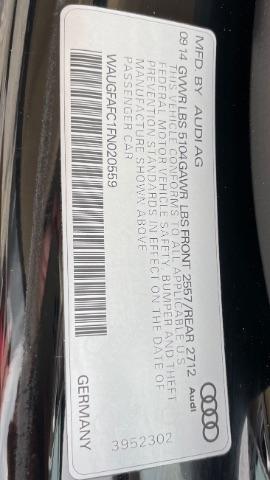 MFD BY AUDI AG
09.14 GVWR LBS 5104 GAWR LBS FRONT 2557/REAR 2712
THIS VEHICLE CONFORMS TO ALL APPLICABLE U.S.
FEDERAL MOTOR VEHICLE SAFETY, BUMPER, AND THEFT
PREVENTION STANDARDS IN EFFECT ON THE DATE OF
MANUFACTURE SHOWN ABOVE
PASSENGER CAR
WAUGFAFC1FN020559
Audi
GERMANY
3952302